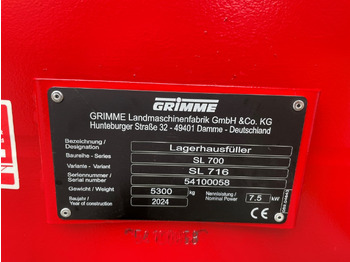 GRIMME
GRIMME Landmaschinenfabrik GmbH &Co. KG
Hunteburger Straße 32 - 49401 Damme - Deutschland
Bezeichnung / Designation Lagerhausfüller
Baureihe - Series SL 700
Variante - Variant SL 716
Seriennummer / Serial number 54100058
Gewicht / Weight 5300 kg Nennleistung / Nominal Power 7.5 kW
Baujahr / Year of construction 2024 CE